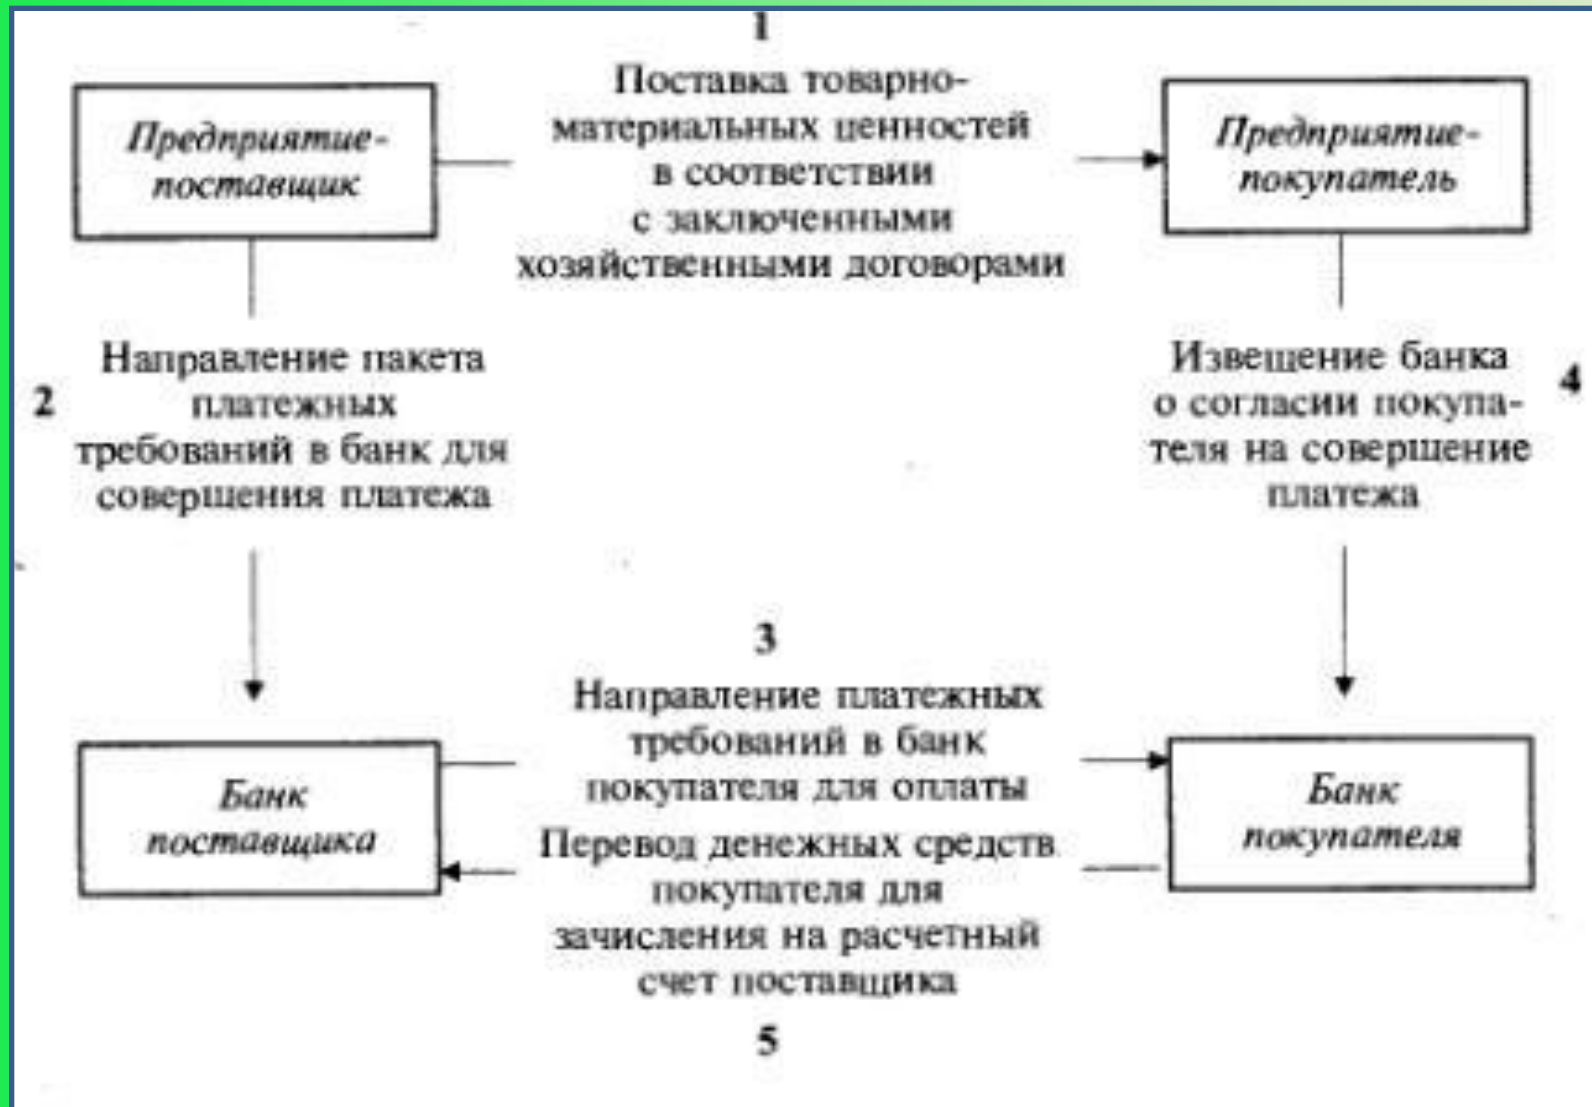 1
Поставка товарно-
материальных ценностей
в соответствии
с заключенными
хозяйственными договорами
Предприятие-
поставщик
Предприятие-
покупатель
2
Направление пакета
платежных
требований в банк для
совершения платежа
Извещение банка
о согласии покупа-
теля на совершение
платежа
4
3
Направление платежных
требований в банк
покупателя для оплаты
Банк
поставщика
Банк
покупателя
Перевод денежных средств
покупателя для
зачисления на расчетный
счет поставщика
5